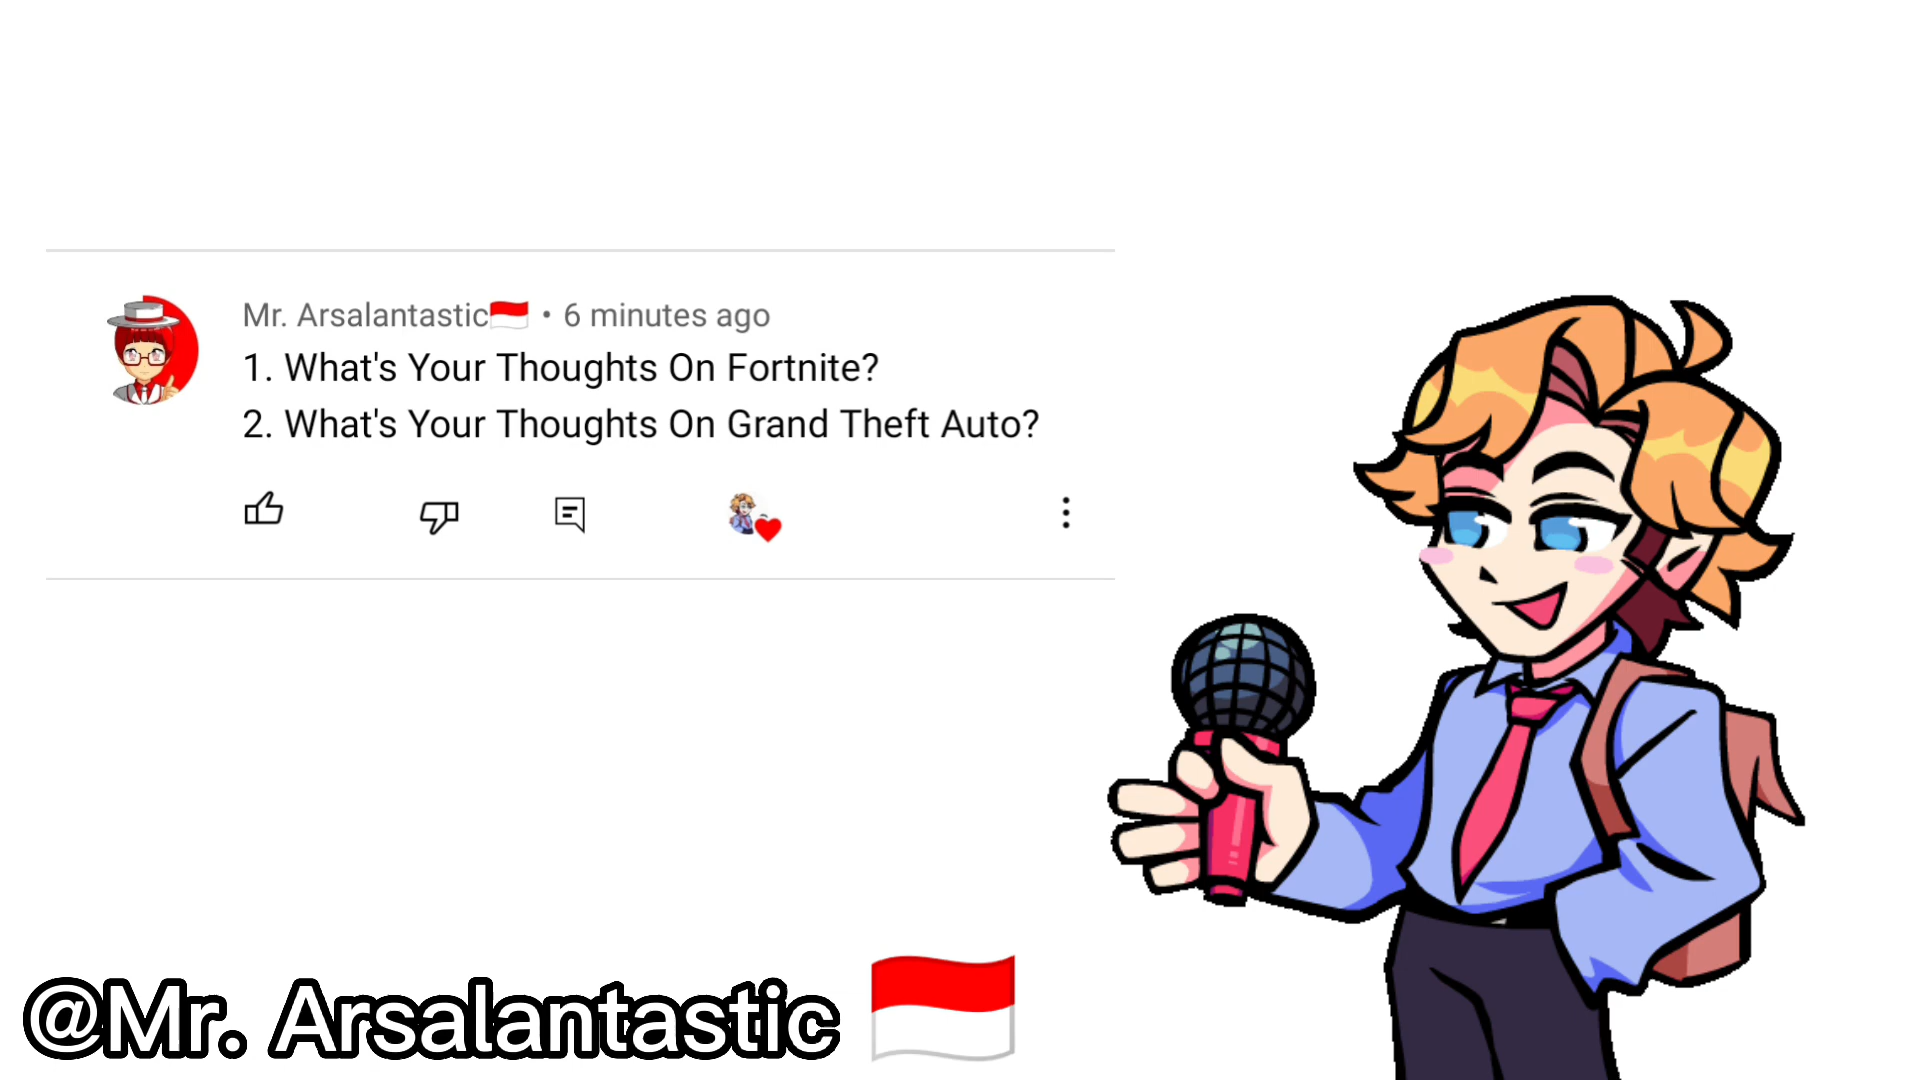 Mr. Arsalantastic🇮🇩 • 6 minutes ago
1. What's Your Thoughts On Fortnite?
2. What's Your Thoughts On Grand Theft Auto?
@Mr. Arsalantastic 🇮🇩